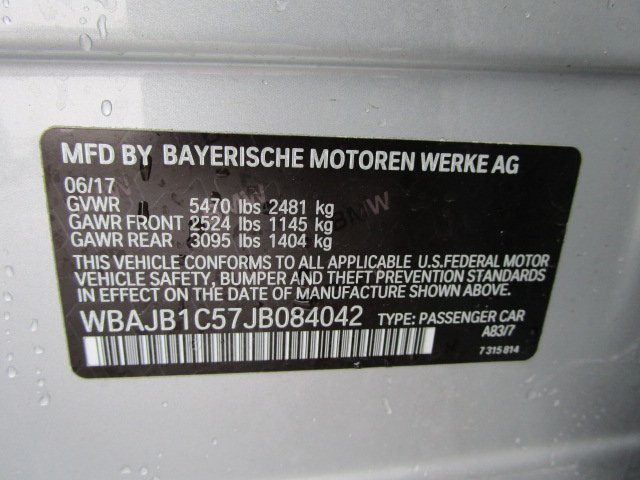 MFD BY BAYERISCHE MOTOREN WERKE AG
06/17
GVWR 5470 lbs 2481 kg
GAWR FRONT 2524 lbs 1145 kg
GAWR REAR 3095 lbs 1404 kg
THIS VEHICLE CONFORMS TO ALL APPLICABLE U.S.FEDERAL MOTOR
VEHICLE SAFETY, BUMPER AND THEFT PREVENTION STANDARDS
IN EFFECT ON THE DATE OF MANUFACTURE SHOWN ABOVE.
WBAJB1C57JB084042 TYPE: PASSENGER CAR
A83/7
7 315 814
BMW